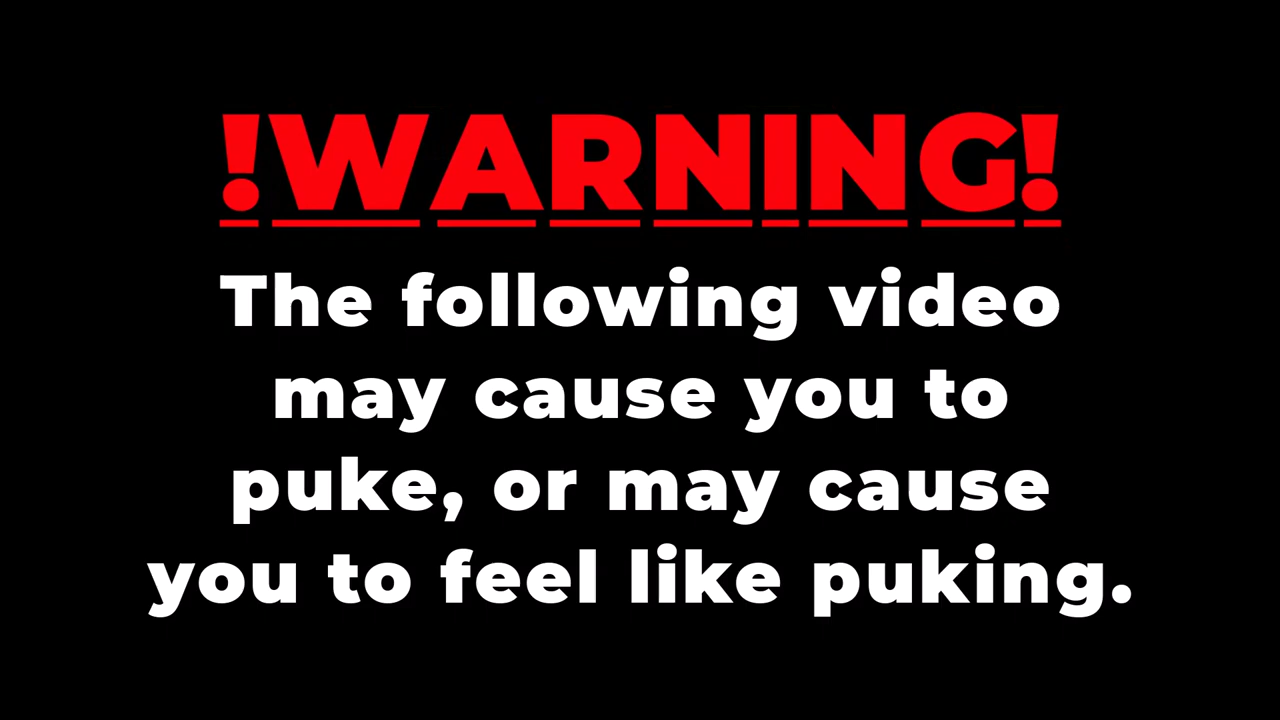 !WARNING!
The following video
may cause you to
puke, or may cause
you to feel like puking.